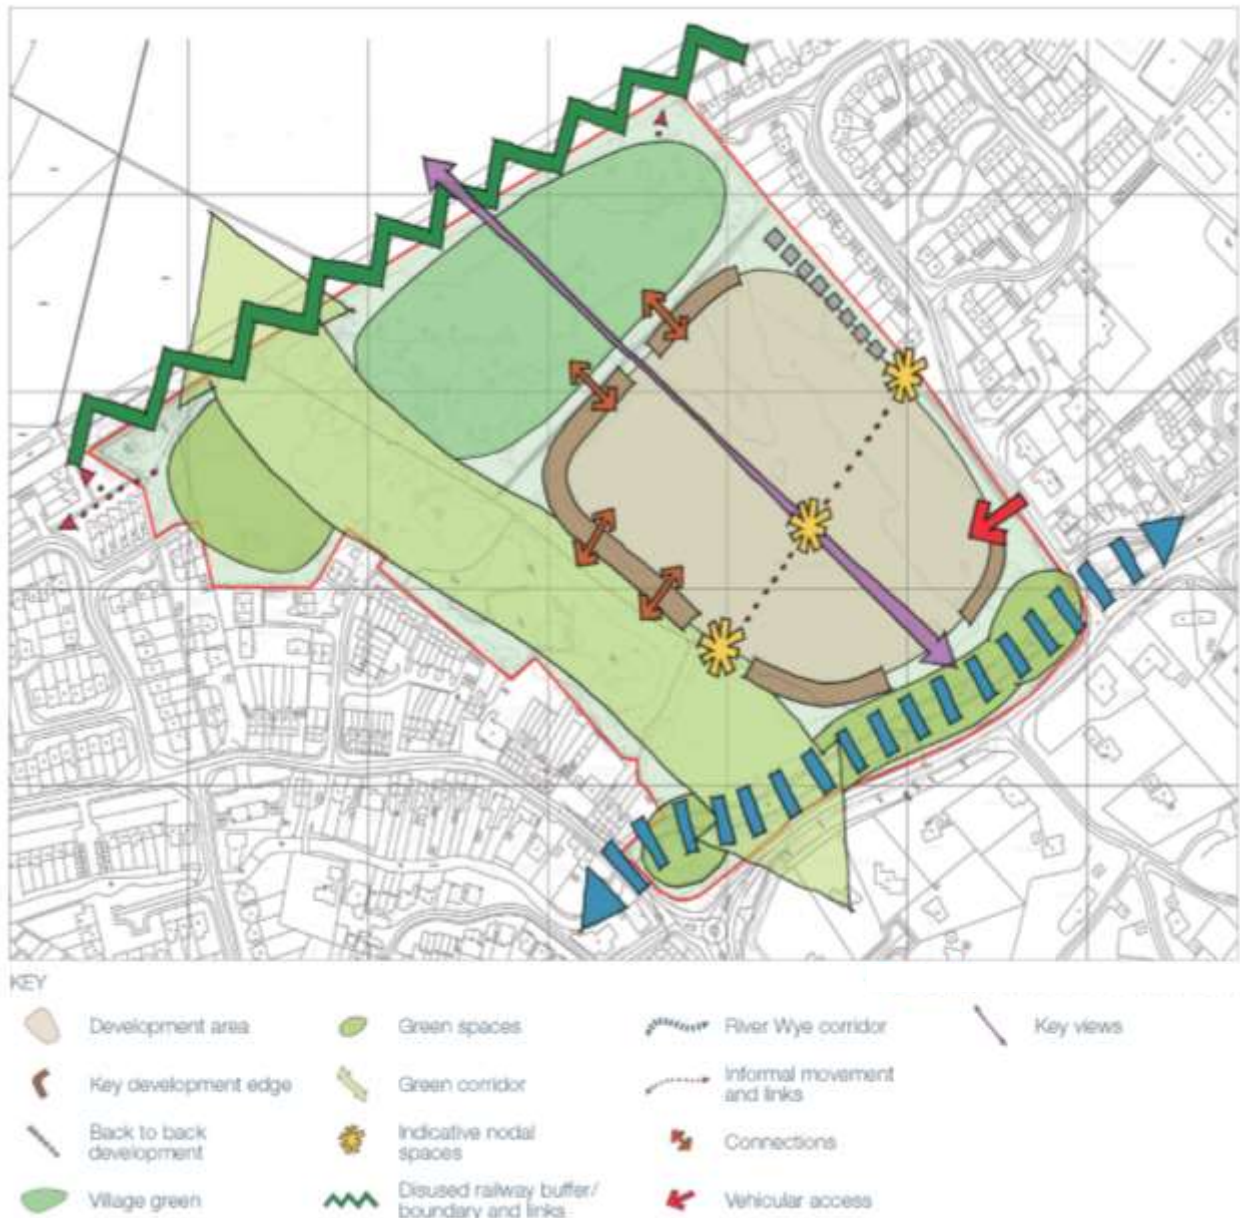 KEY
Development area
Key development edge
Back to back
development
Village green
Green spaces
Green corridor
Indicative nodal
spaces
Disused railway buffer/
boundary and links
River Wye corridor
Informal movement
and links
Connections
Vehicular access
Key views